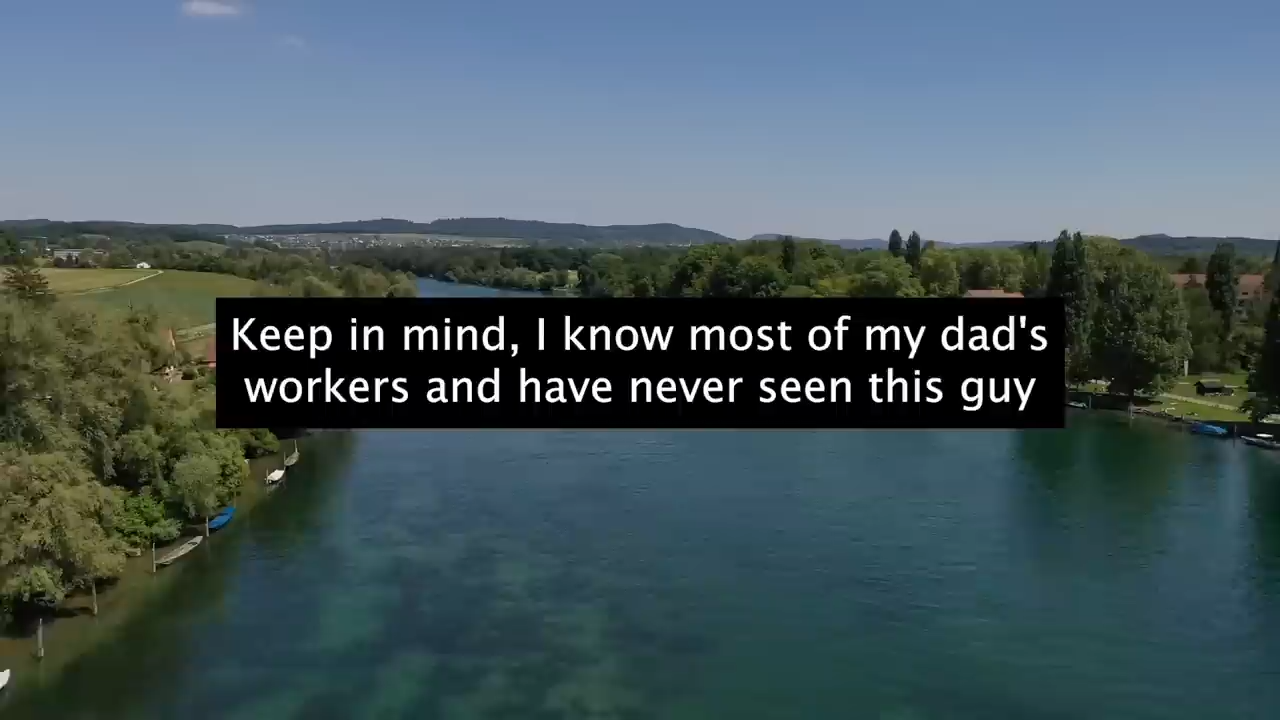 Keep in mind, I know most of my dad's
workers and have never seen this guy